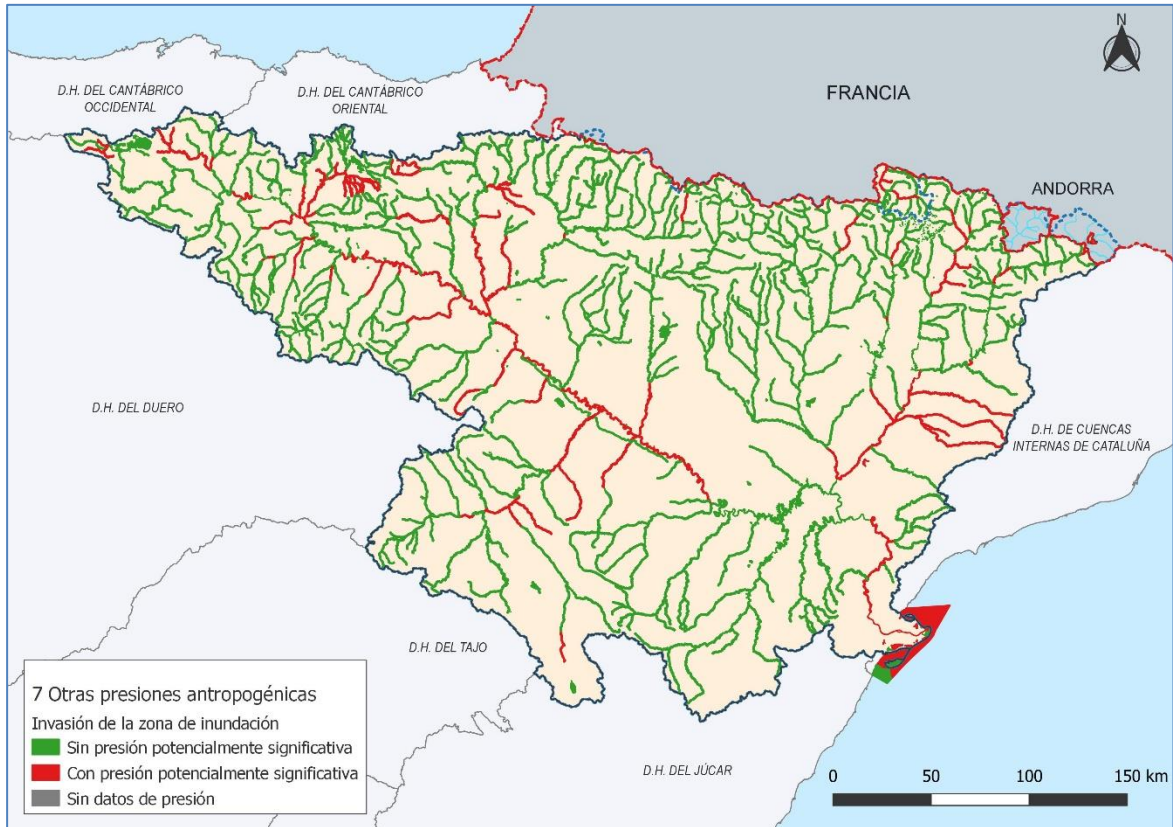 N
D.H. DEL CANTÁBRICO
OCCIDENTAL
D.H. DEL CANTÁBRICO
ORIENTAL
FRANCIA
ANDORRA
D.H. DEL DUERO
D.H. DE CUENCAS
INTERNAS DE CATALUÑA
D.H. DEL TAJO
D.H. DEL JÚCAR
7 Otras presiones antropogénicas
Invasión de la zona de inundación
Sin presión potencialmente significativa
Con presión potencialmente significativa
Sin datos de presión
0 50 100 150 km